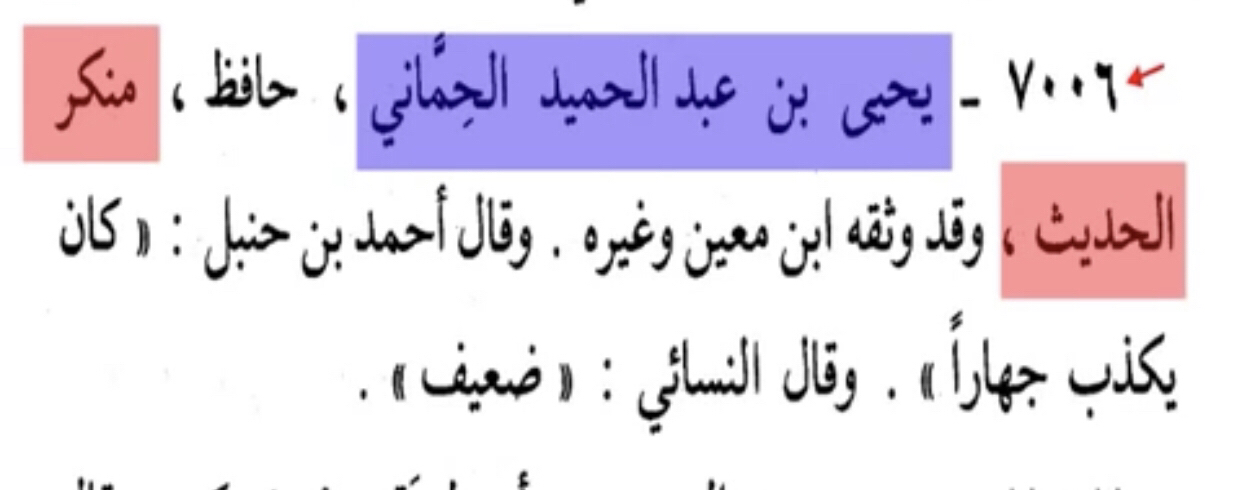 ٧٠٠٦ - يحيى بن عبد الحميد الحِمَّاني ، حافظ ، منكر
الحديث ، وقد وثقه ابن معين وغيره . وقال أحمد بن حنبل : « كان
يكذب جهاراً » . وقال النسائي : « ضعيف » .